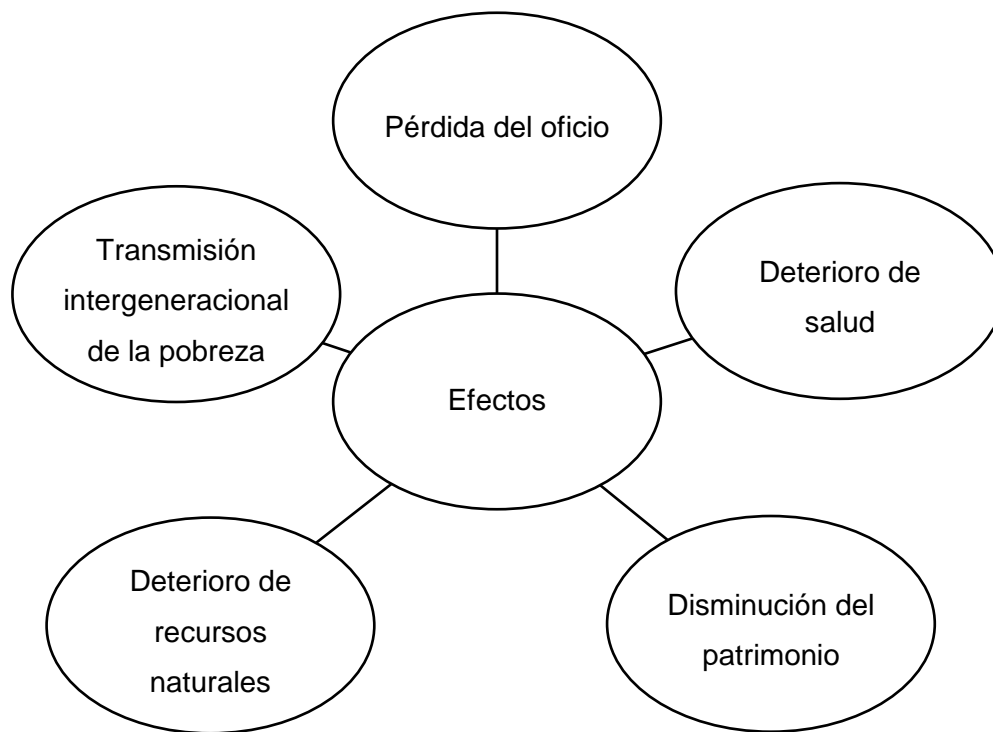 Pérdida del oficio
Transmisión
intergeneracional
de la pobreza
Deterioro de
salud
Efectos
Deterioro de
recursos
naturales
Disminución del
patrimonio